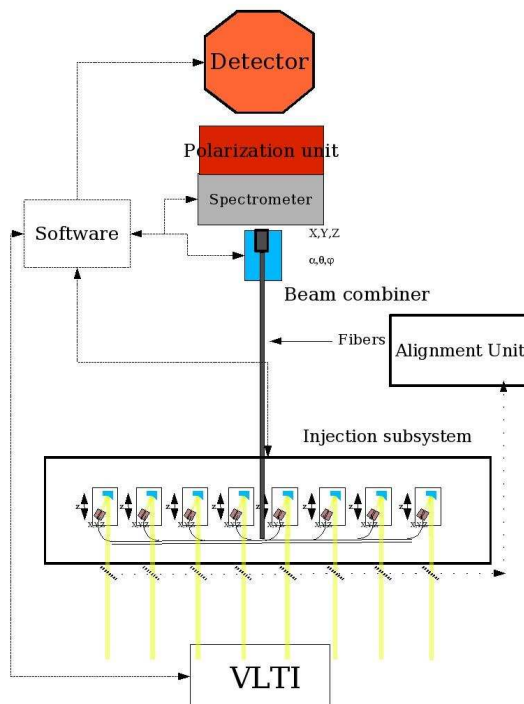 Detector
Polarization unit
Spectrometer
Software
X,Y,Z
α,θ,φ
Beam combiner
Fibers
Alignment Unit
Injection subsystem
z z z z z z z z
X,Y,Z X,Y,Z X,Y,Z X,Y,Z X,Y,Z X,Y,Z X,Y,Z X,Y,Z
VLTI